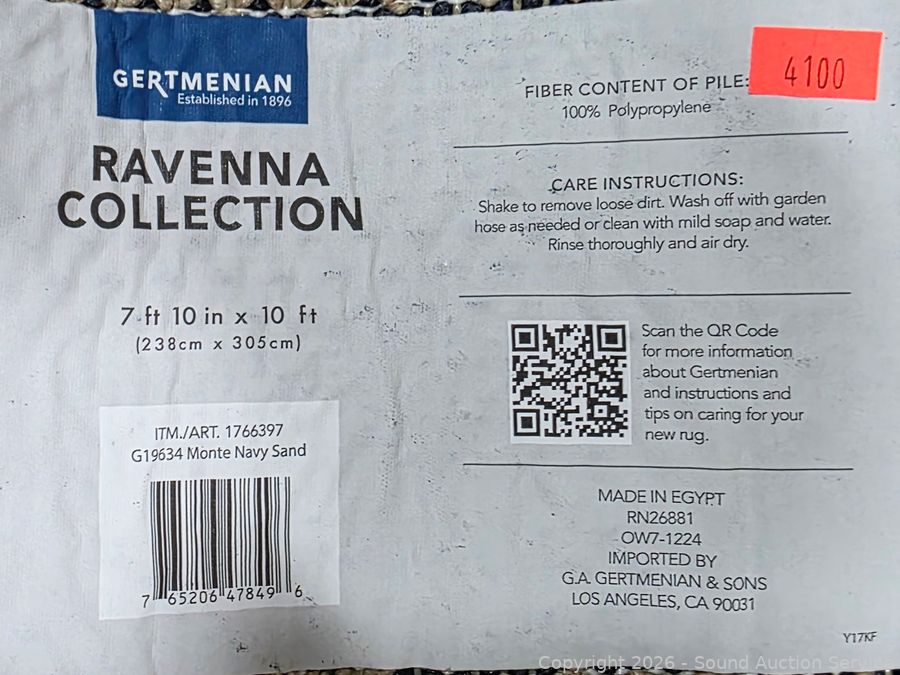 GERTMENIAN
Established in 1896
RAVENNA
COLLECTION
7 ft 10 in x 10 ft
(238cm x 305cm)
ITM./ART. 1766397
G19634 Monte Navy Sand
7 65206 47849 6
FIBER CONTENT OF PILE:
100% Polypropylene
4100
CARE INSTRUCTIONS:
Shake to remove loose dirt. Wash off with garden
hose as needed or clean with mild soap and water.
Rinse thoroughly and air dry.
Scan the QR Code
for more information
about Gertmenian
and instructions and
tips on caring for your
new rug.
MADE IN EGYPT
RN26881
OW7-1224
IMPORTED BY
G.A. GERTMENIAN & SONS
LOS ANGELES, CA 90031
Y17KF
Copyright 2026 - Sound Auction Service